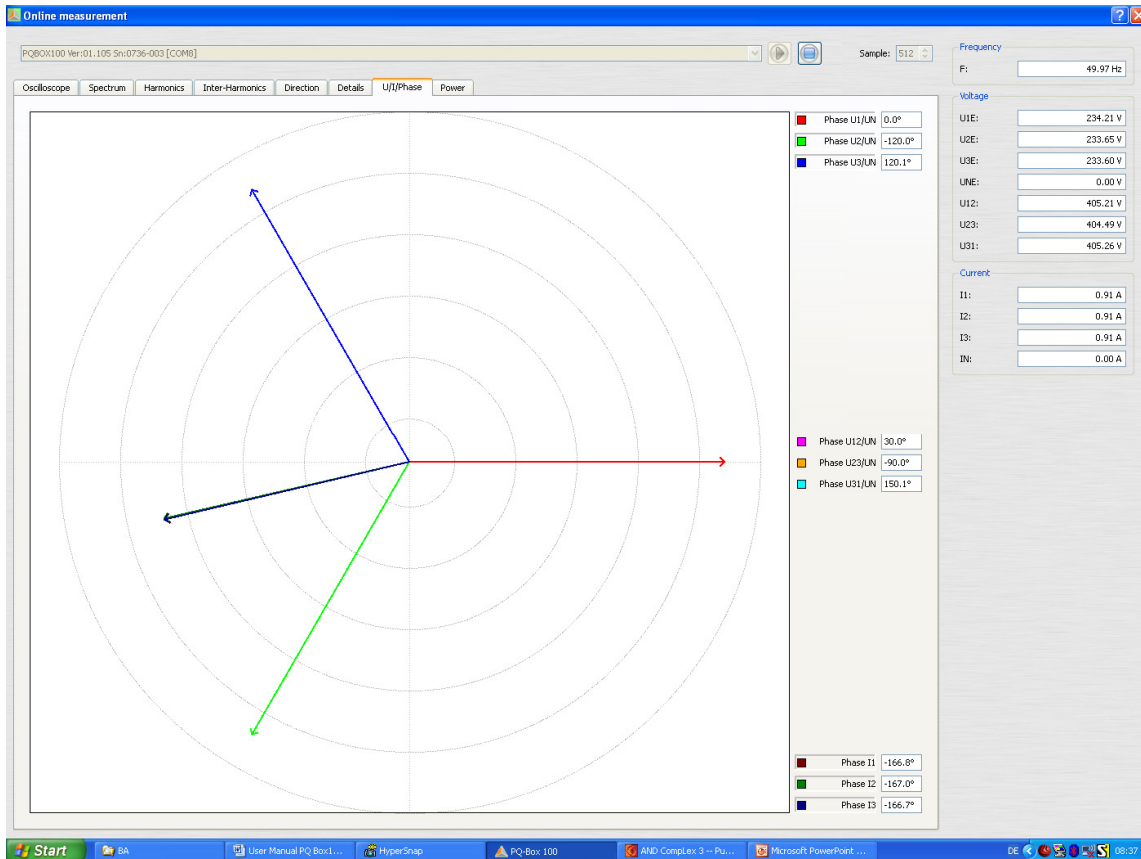 Online measurement
PQBOX100 Ver:01.105 Sn:0736-003 [COM8]
Sample: 512
Oscilloscope Spectrum Harmonics Inter-Harmonics Direction Details U/I/Phase Power
Phase U1/UN 0.0°
Phase U2/UN -120.0°
Phase U3/UN 120.1°
Phase U12/UN 30.0°
Phase U23/UN -90.0°
Phase U31/UN 150.1°
Phase I1 -166.8°
Phase I2 -167.0°
Phase I3 -166.7°
Frequency
F: 49.97 Hz
Voltage
U1E: 234.21 V
U2E: 233.65 V
U3E: 233.60 V
UNE: 0.00 V
U12: 405.21 V
U23: 404.49 V
U31: 405.26 V
Current
I1: 0.91 A
I2: 0.91 A
I3: 0.91 A
IN: 0.00 A
Start BA User Manual PQ Box1... HyperSnap PQ-Box 100 AND CompLex 3 -- Pu... Microsoft PowerPoint ... DE 08:37